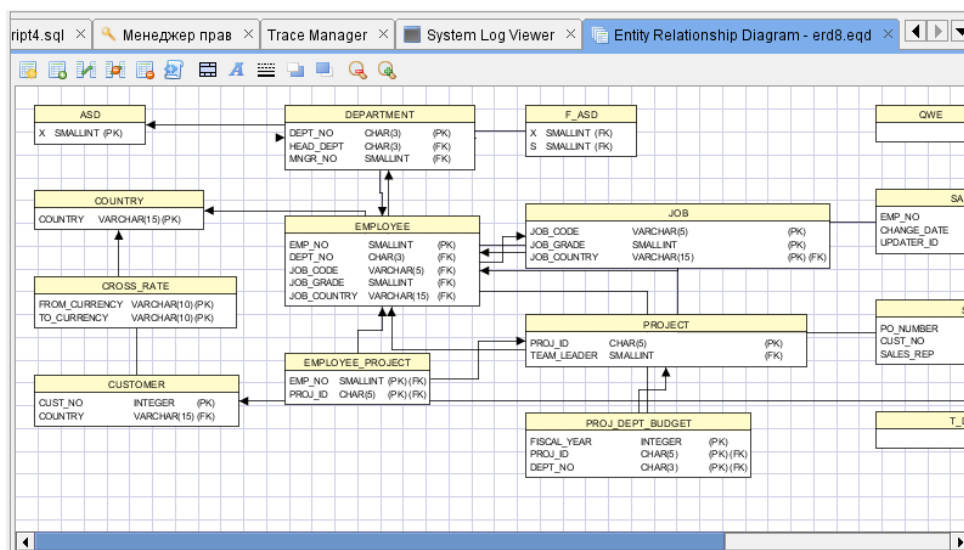 ript4.sql Менеджер прав Trace Manager System Log Viewer Entity Relationship Diagram - erd8.eqd
ASD
X SMALLINT (PK)
DEPARTMENT
DEPT_NO CHAR(3) (PK)
HEAD_DEPT CHAR(3) (FK)
MNGR_NO SMALLINT (FK)
F_ASD
X SMALLINT (FK)
S SMALLINT (FK)
QWE
COUNTRY
COUNTRY VARCHAR(15) (PK)
EMPLOYEE
EMP_NO SMALLINT (PK)
DEPT_NO CHAR(3) (FK)
JOB_CODE VARCHAR(5) (FK)
JOB_GRADE SMALLINT (FK)
JOB_COUNTRY VARCHAR(15) (FK)
JOB
JOB_CODE VARCHAR(5) (PK)
JOB_GRADE SMALLINT (PK)
JOB_COUNTRY VARCHAR(15) (PK) (FK)
SA
EMP_NO
CHANGE_DATE
UPDATER_ID
CROSS_RATE
FROM_CURRENCY VARCHAR(10) (PK)
TO_CURRENCY VARCHAR(10) (PK)
PROJECT
PROJ_ID CHAR(5) (PK)
TEAM_LEADER SMALLINT (FK)
S
PO_NUMBER
CUST_NO
SALES_REP
EMPLOYEE_PROJECT
EMP_NO SMALLINT (PK) (FK)
PROJ_ID CHAR(5) (PK) (FK)
CUSTOMER
CUST_NO INTEGER (PK)
COUNTRY VARCHAR(15) (FK)
PROJ_DEPT_BUDGET
FISCAL_YEAR INTEGER (PK)
PROJ_ID CHAR(5) (PK) (FK)
DEPT_NO CHAR(3) (PK) (FK)